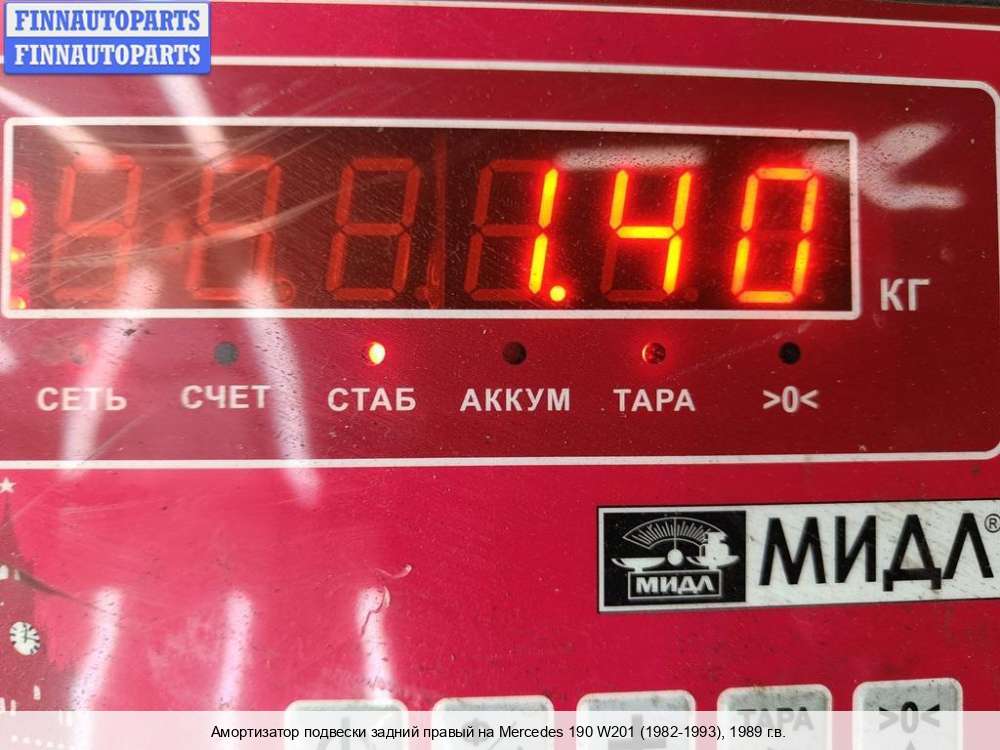 FINNAUTOPARTS
FINNAUTOPARTS
1.40
КГ
СЕТЬ СЧЕТ СТАБ АККУМ ТАРА >0<
МИДЛ МИДЛ®
ТАРА >0<
Амортизатор подвески задний правый на Mercedes 190 W201 (1982-1993), 1989 г.в.